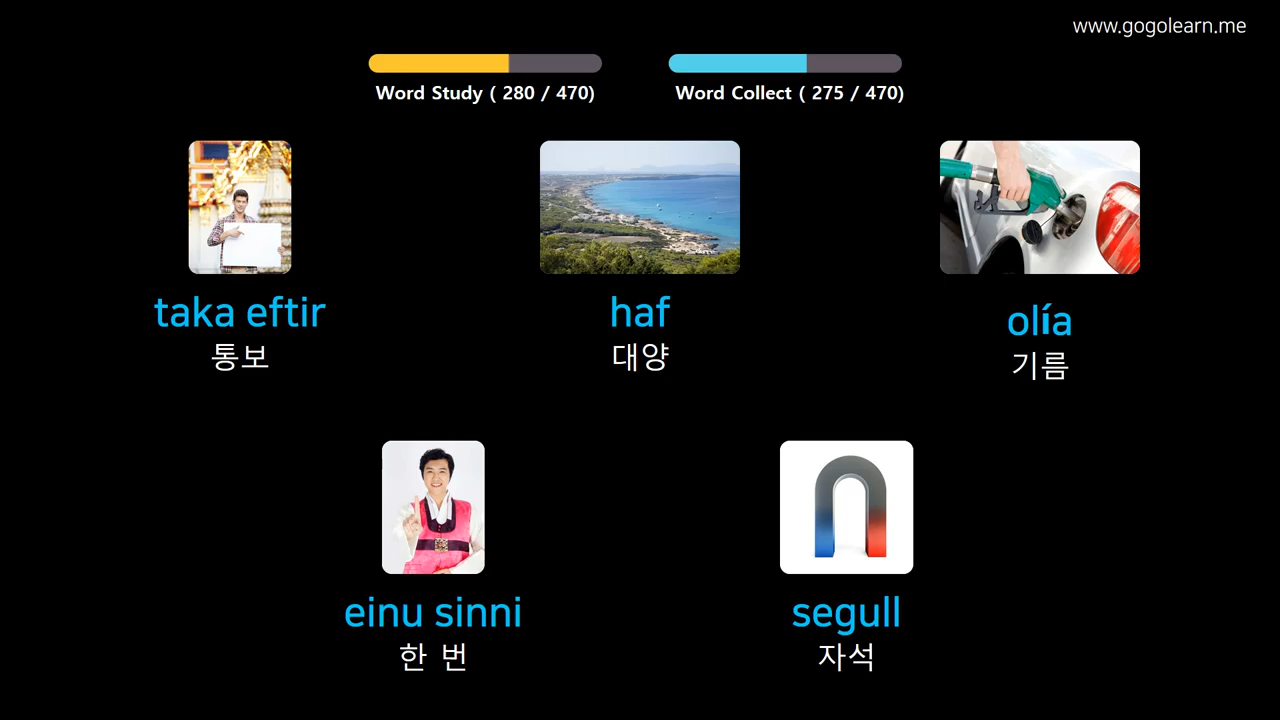 www.gogolearn.me
Word Study ( 280 / 470)
Word Collect ( 275 / 470)
taka eftir
통보
haf
대양
olía
기름
einu sinni
한 번
segull
자석